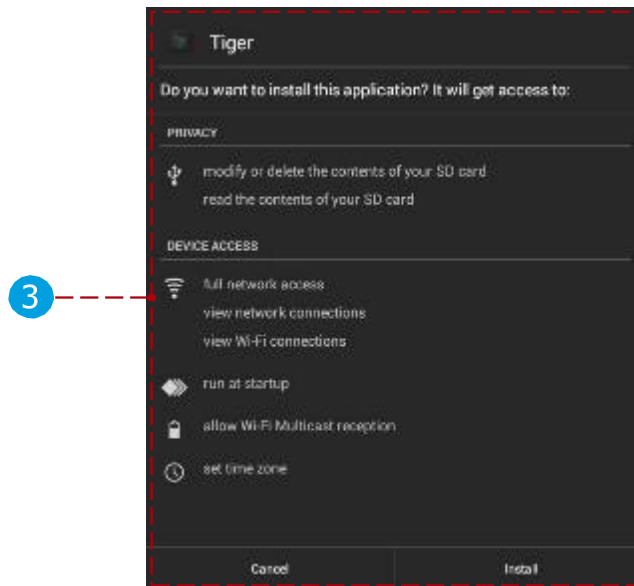 Tiger
Do you want to install this application? It will get access to:
PRIVACY
modify or delete the contents of your SD card
read the contents of your SD card
DEVICE ACCESS
3
full network access
view network connections
view Wi-Fi connections
run at startup
allow Wi-Fi Multicast reception
set time zone
Cancel
Install